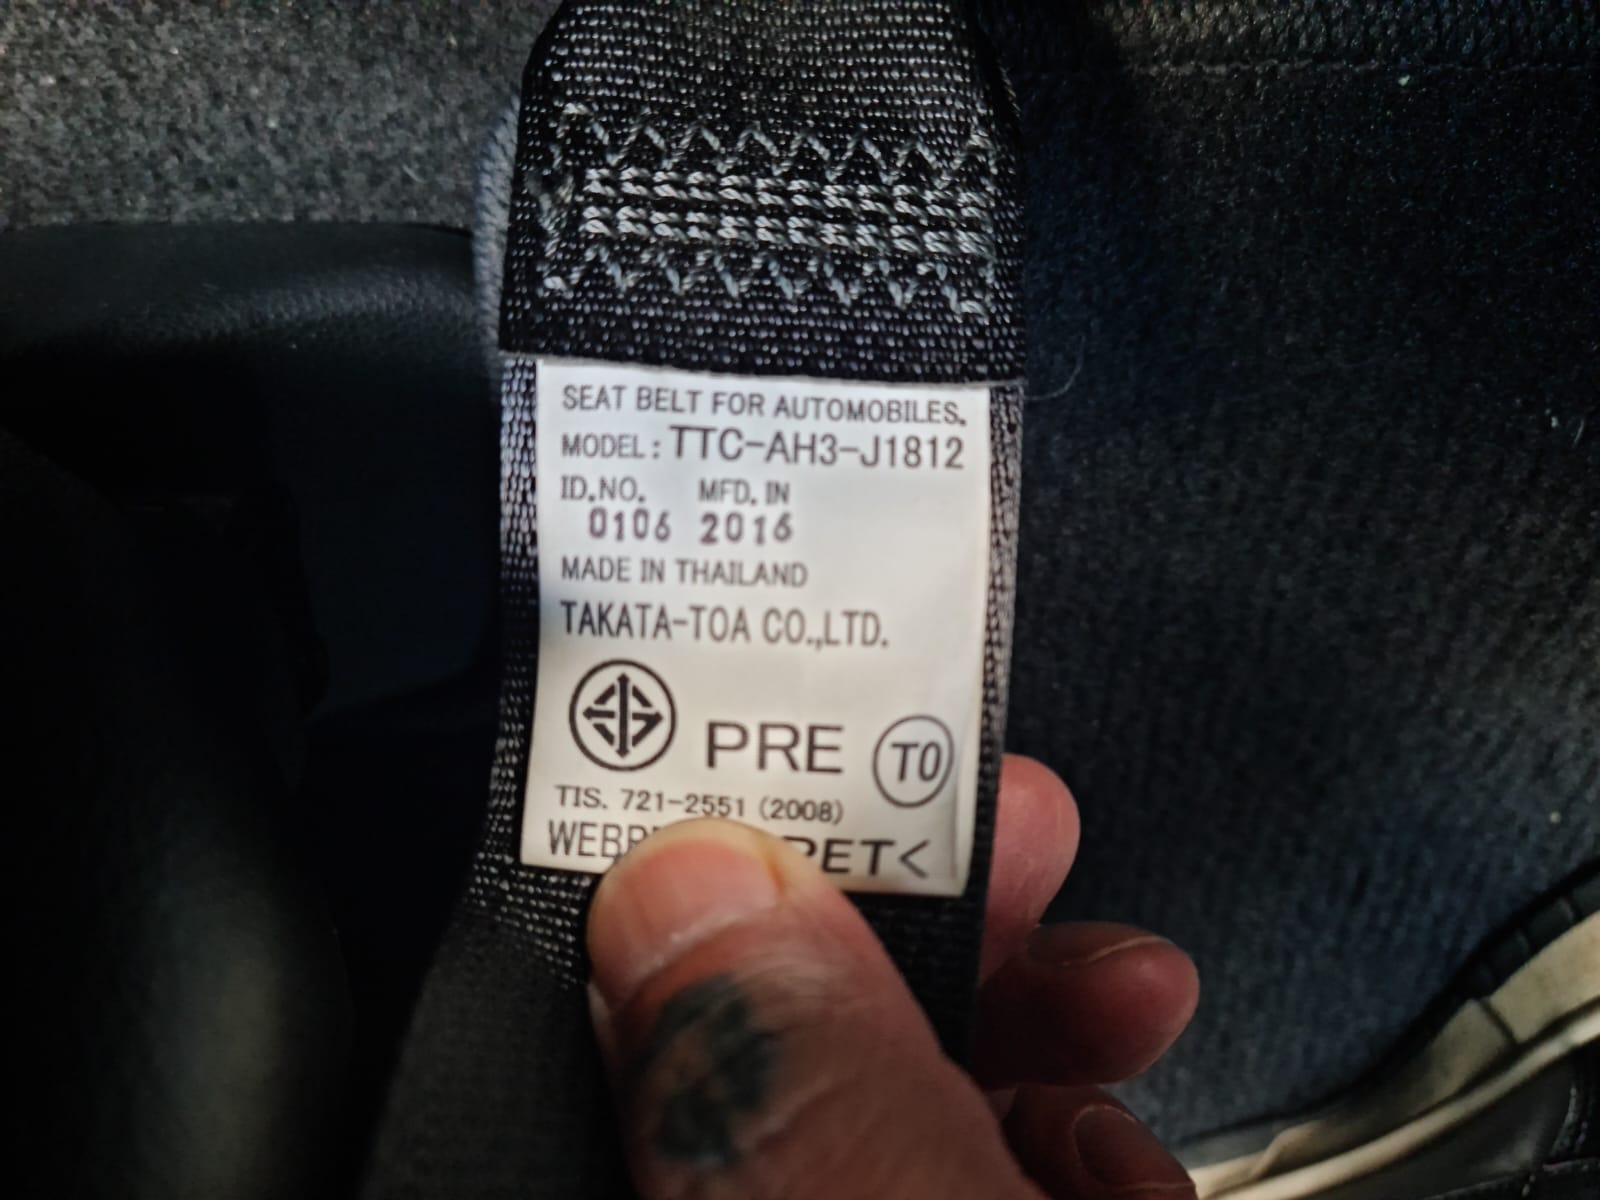 SEAT BELT FOR AUTOMOBILES.
MODEL: TTC-AH3-J1812
ID.NO. MFD. IN
0106 2016
MADE IN THAILAND
TAKATA-TOA CO.,LTD.
PRE TO
TIS. 721-2551 (2008)
PET<